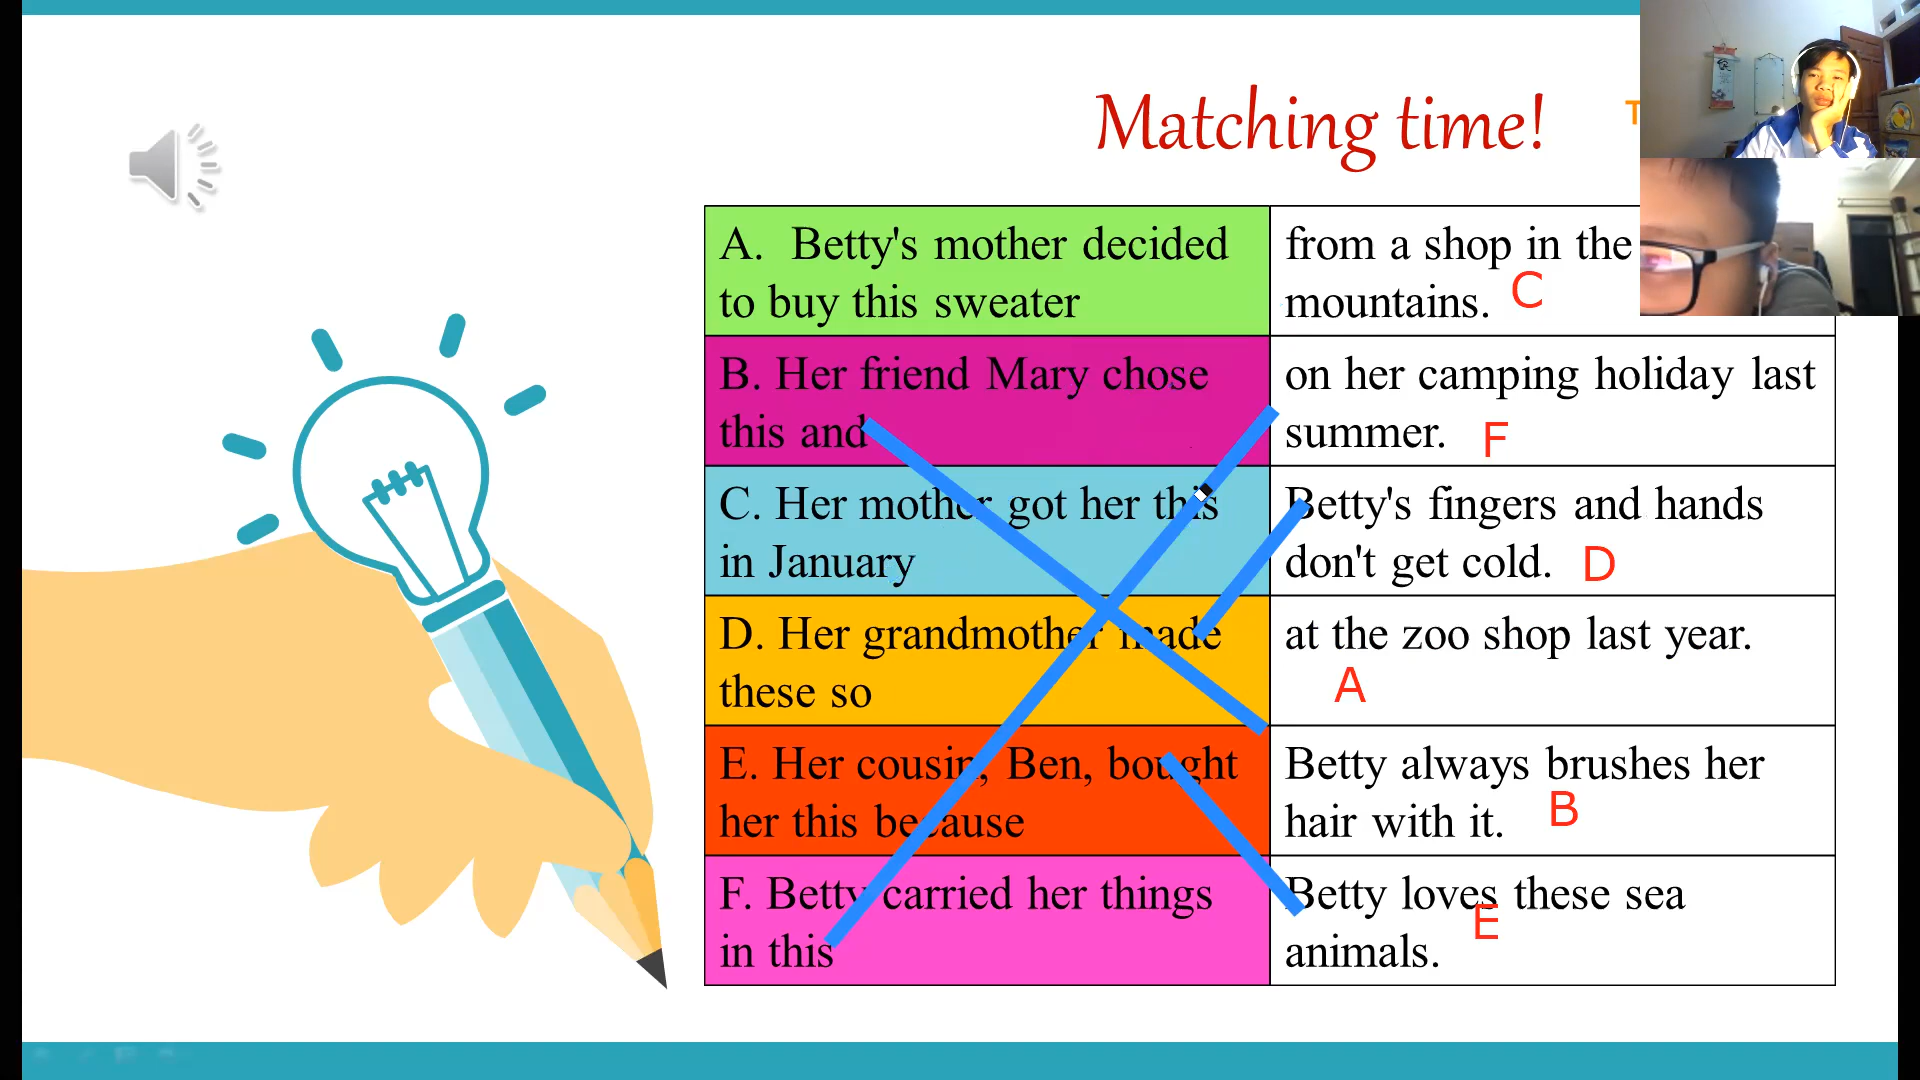 Matching time!
T
A. Betty's mother decided
to buy this sweater
from a shop in the
mountains. C
B. Her friend Mary chose
this and
on her camping holiday last
summer. F
C. Her mother got her this
in January
Betty's fingers and hands
don't get cold. D
D. Her grandmother made
these so
at the zoo shop last year.
A
E. Her cousin, Ben, bought
her this because
Betty always brushes her
hair with it. B
F. Betty carried her things
in this
Betty loves these sea
E
animals.